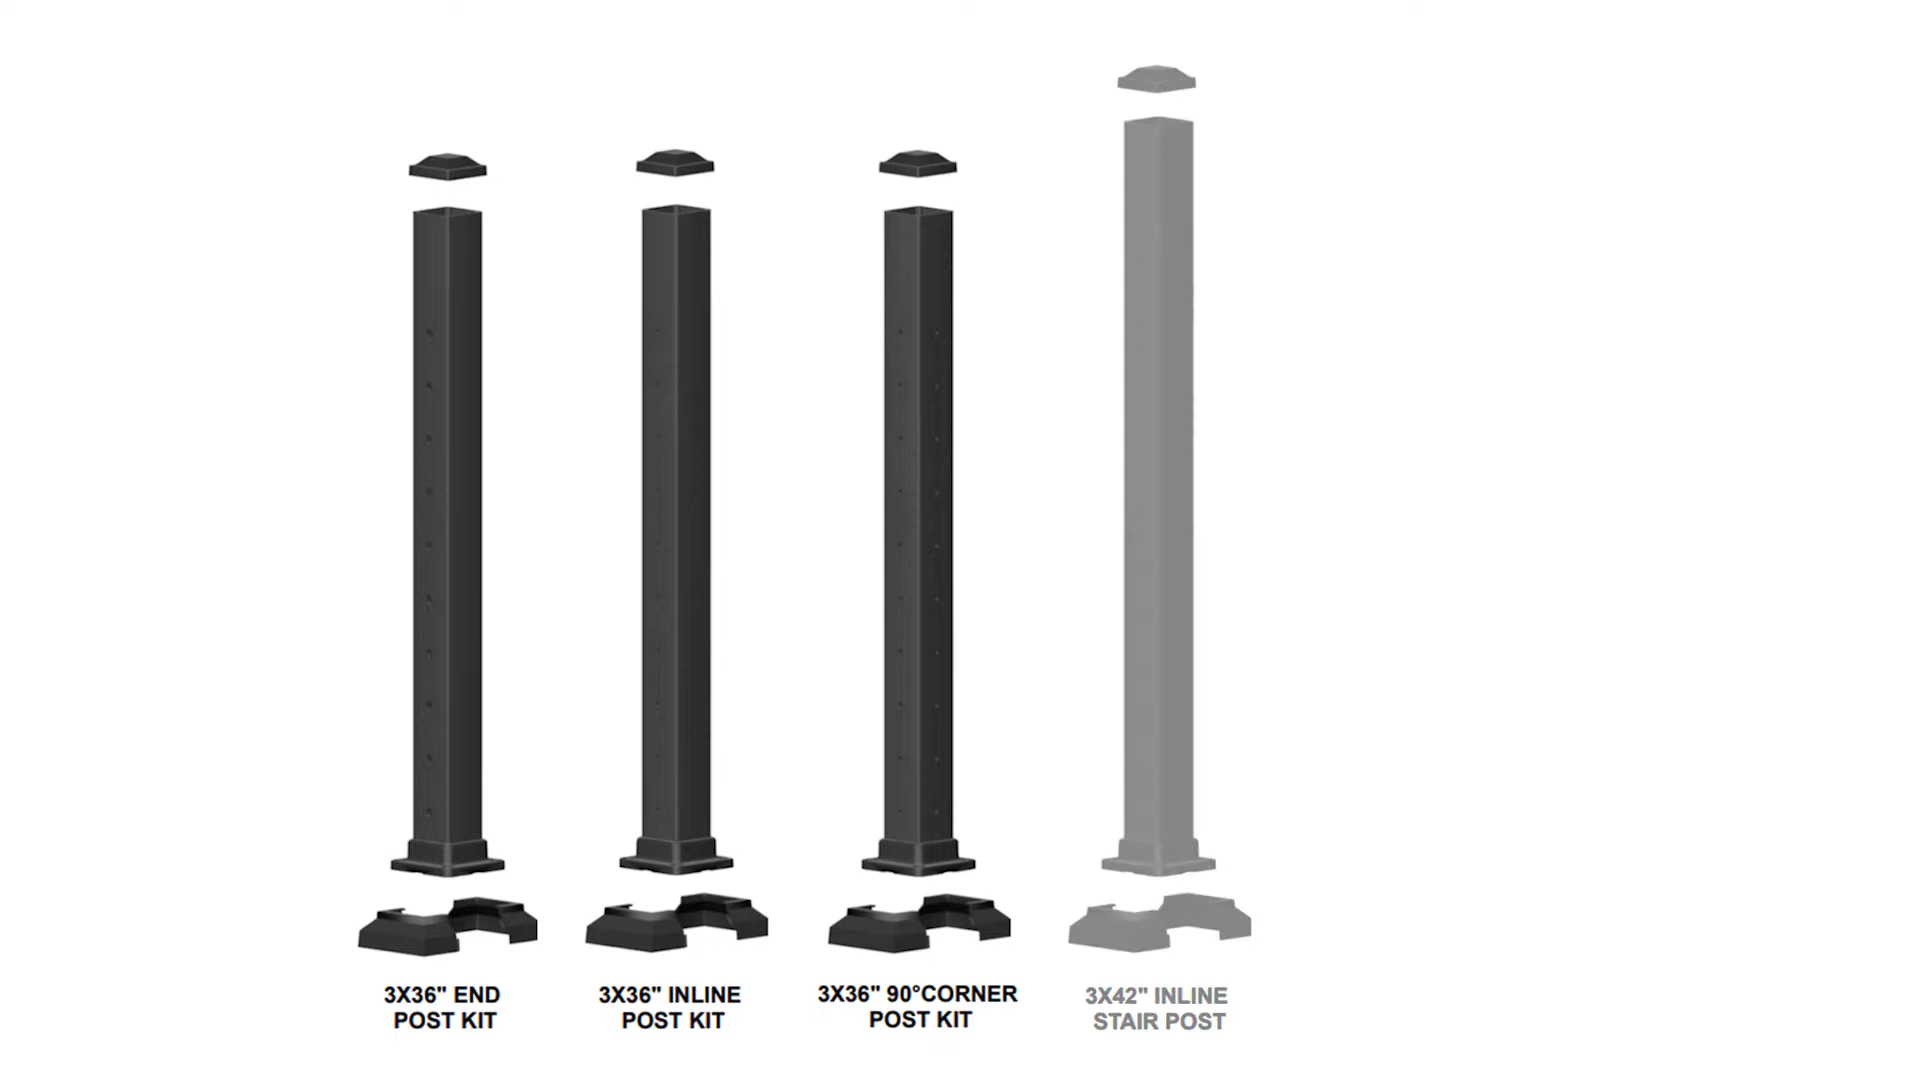 3X36" END
POST KIT
3X36" INLINE
POST KIT
3X36" 90°CORNER
POST KIT
3X42" INLINE
STAIR POST